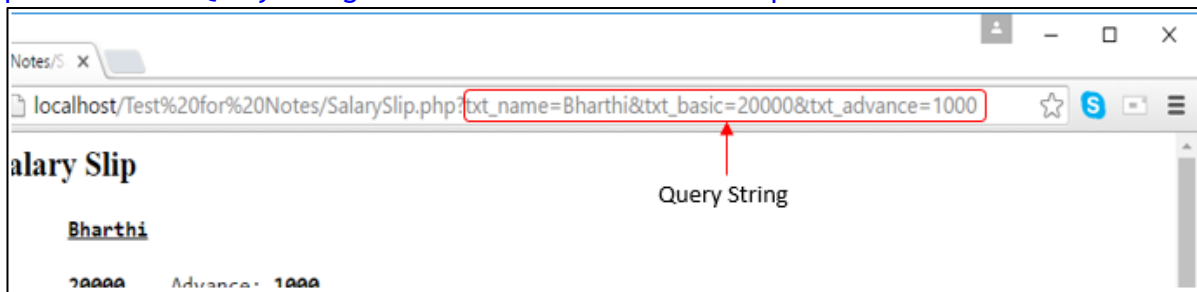 Notes/S
localhost/Test%20for%20Notes/SalarySlip.php?txt_name=Bharthi&txt_basic=20000&txt_advance=1000
alary Slip
Query String
Bharthi
20000 Advance: 1000